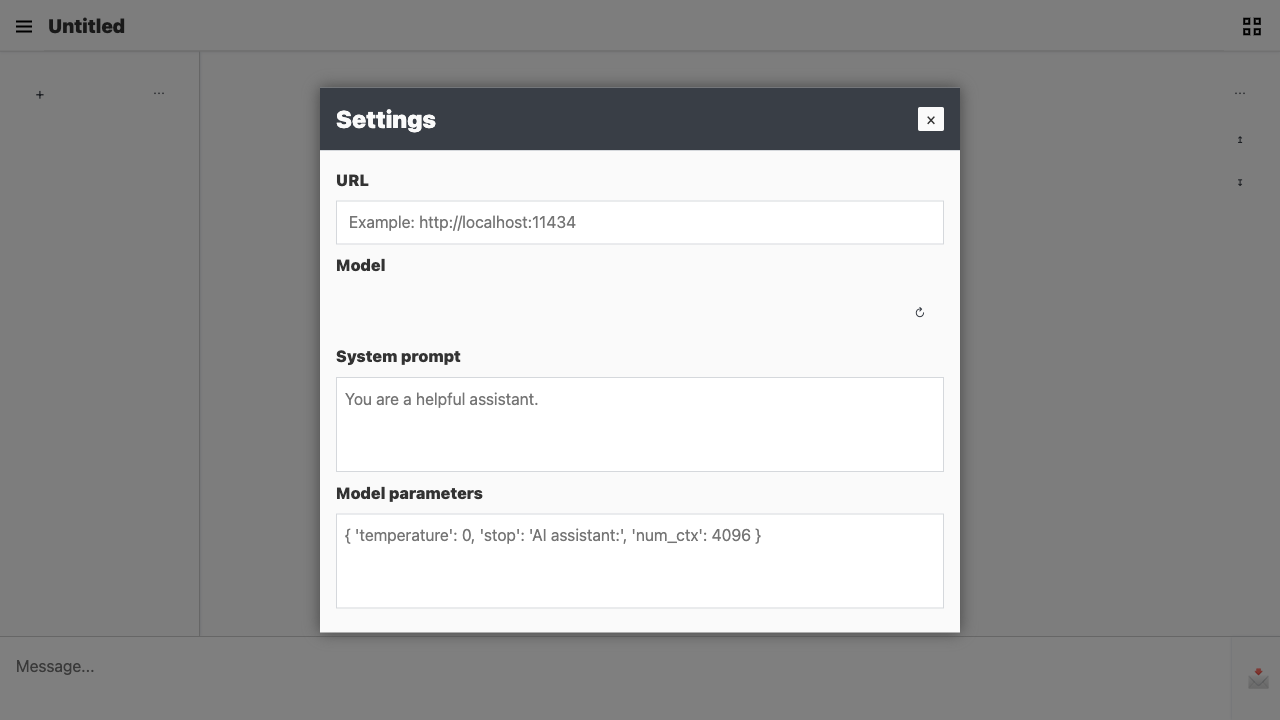 Untitled
+
...
...
Settings
×
URL
Example: http://localhost:11434
Model
System prompt
You are a helpful assistant.
Model parameters
{ 'temperature': 0, 'stop': 'AI assistant:', 'num_ctx': 4096 }
Message...